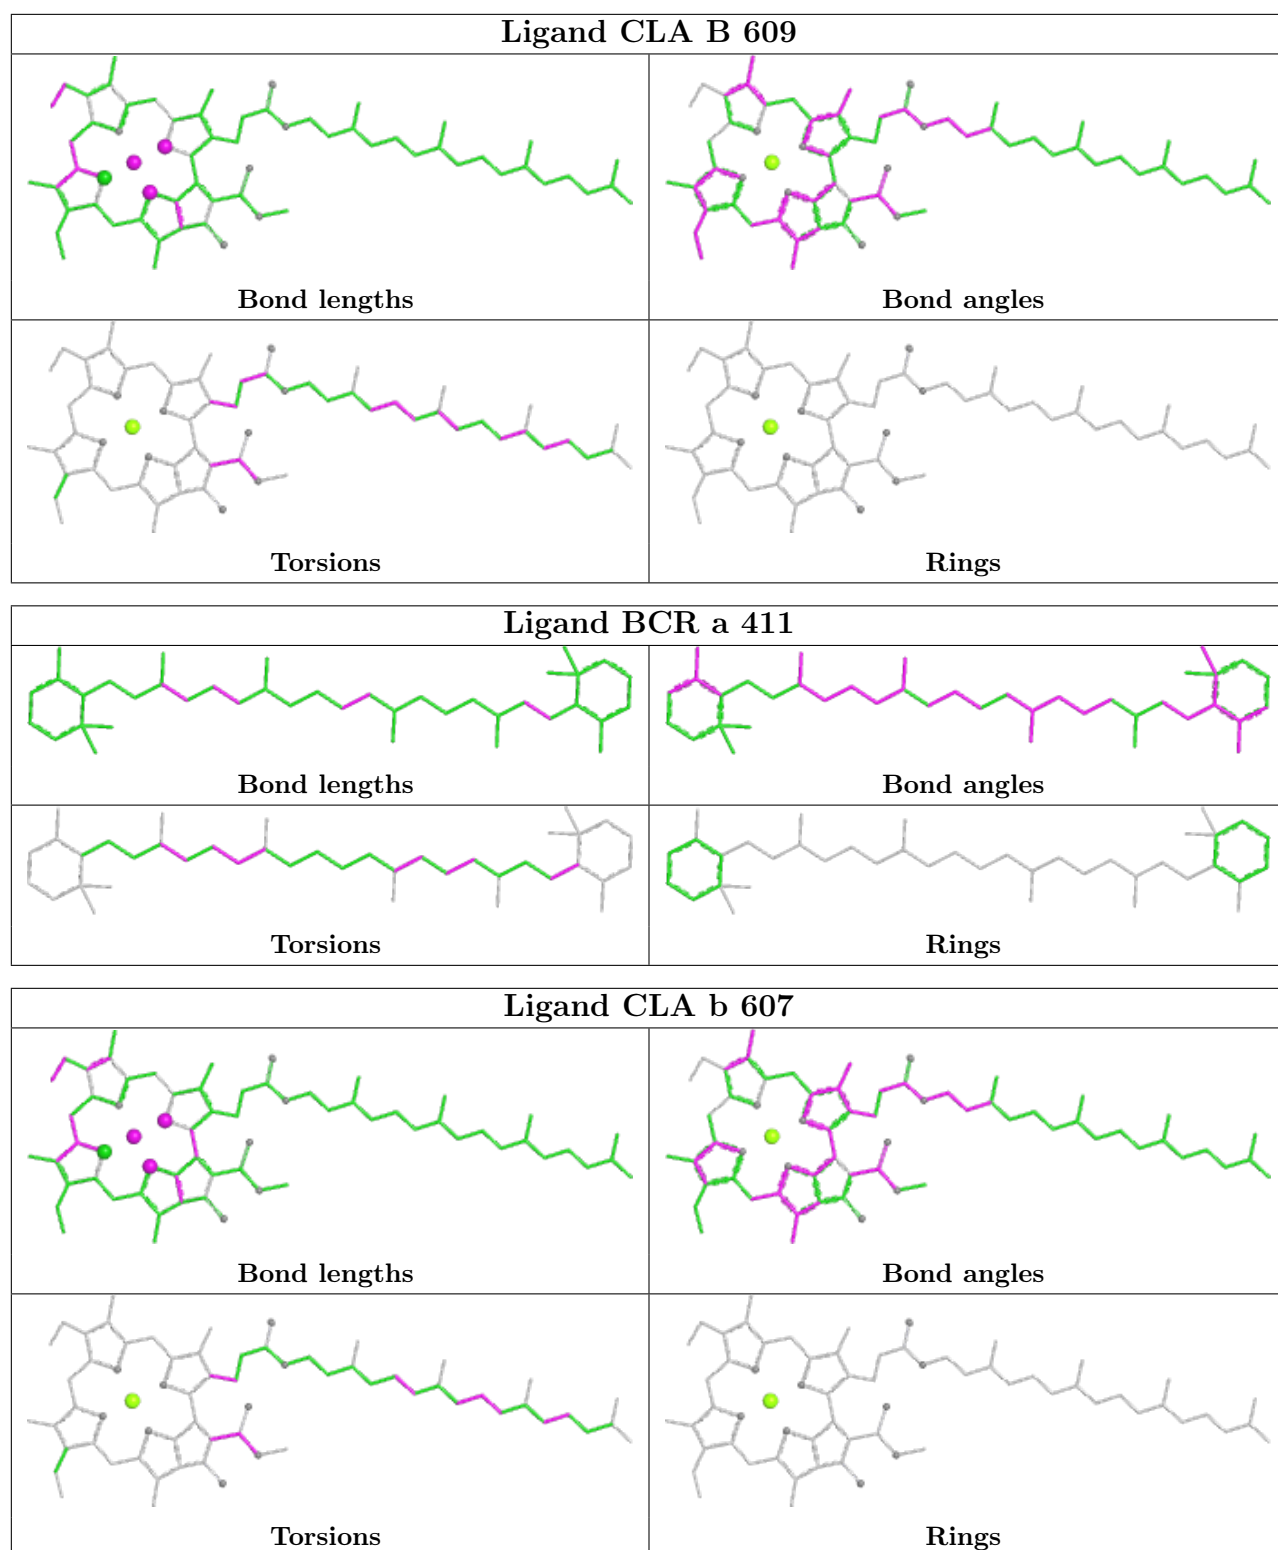 Ligand CLA B 609
Bond lengths
Bond angles
Torsions
Rings
Ligand BCR a 411
Bond lengths
Bond angles
Torsions
Rings
Ligand CLA b 607
Bond lengths
Bond angles
Torsions
Rings